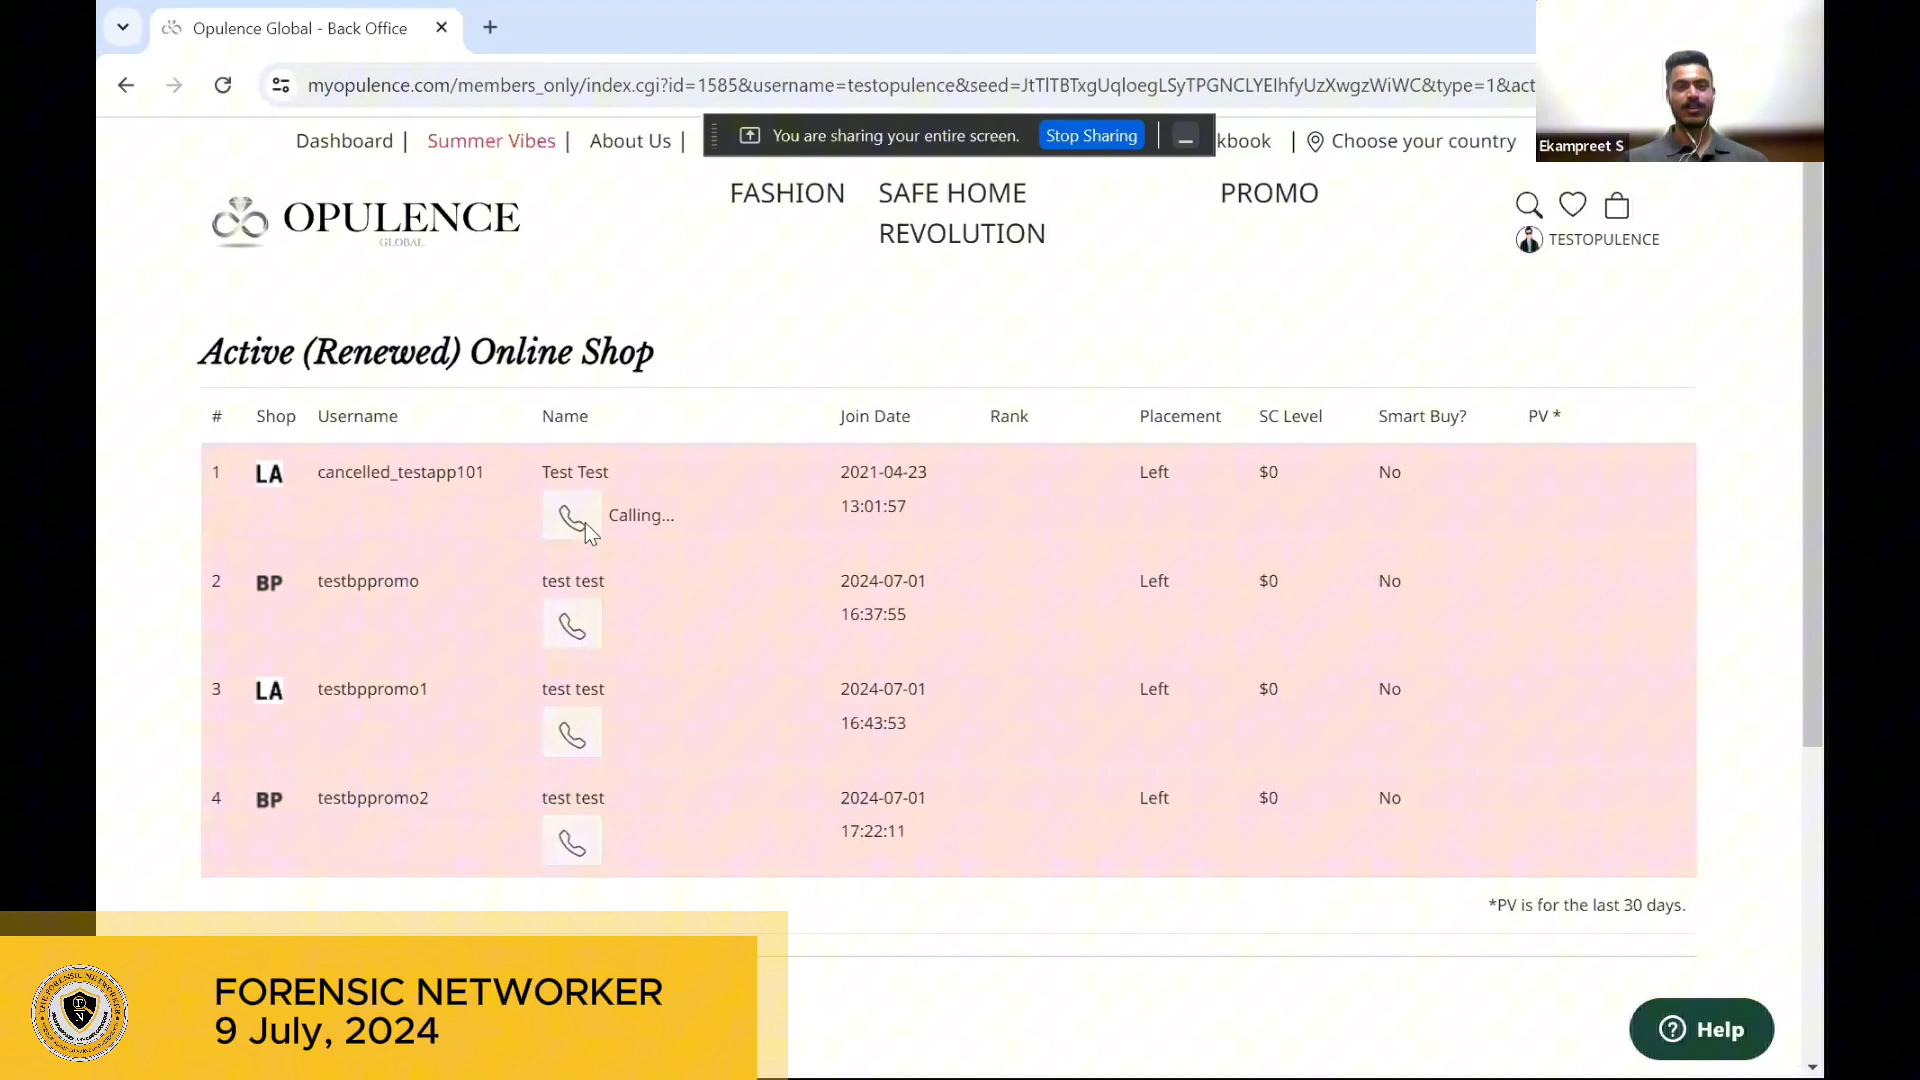 Opulence Global - Back Office
myopulence.com/members_only/index.cgi?id=1585&username=testopulence&seed=JtTlTBTxgUqloegLSyTPGNCLYEIhfyUzXwgzWiWC&type=1&act
Dashboard | Summer Vibes | About Us |
You are sharing your entire screen. Stop Sharing
kbook | Choose your country
Ekampreet S
OPULENCE
GLOBAL
FASHION SAFE HOME PROMO
REVOLUTION
TESTOPULENCE
Active (Renewed) Online Shop
# Shop Username Name Join Date Rank Placement SC Level Smart Buy? PV *
1 LA cancelled_testapp101 Test Test 2021-04-23 Left $0 No
Calling... 13:01:57
2 BP testbppromo test test 2024-07-01 Left $0 No
16:37:55
3 LA testbppromo1 test test 2024-07-01 Left $0 No
16:43:53
4 BP testbppromo2 test test 2024-07-01 Left $0 No
17:22:11
*PV is for the last 30 days.
FORENSIC NETWORKER
9 July, 2024
Help